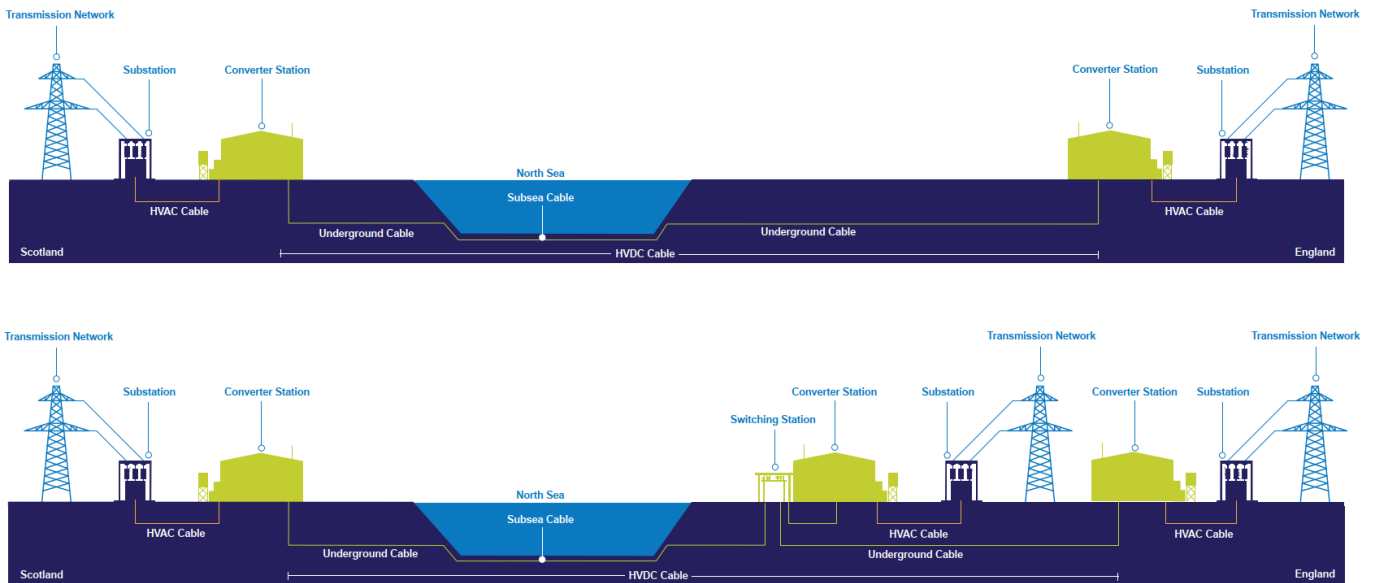 Transmission Network
Transmission Network
Substation
Converter Station
Converter Station
Substation
North Sea
Subsea Cable
HVAC Cable
HVAC Cable
Underground Cable
Underground Cable
Scotland
HVDC Cable
England
Transmission Network
Transmission Network
Transmission Network
Substation
Converter Station
Converter Station
Substation
Converter Station
Substation
Switching Station
North Sea
Subsea Cable
HVAC Cable
HVAC Cable
HVAC Cable
Underground Cable
Underground Cable
Scotland
HVDC Cable
England